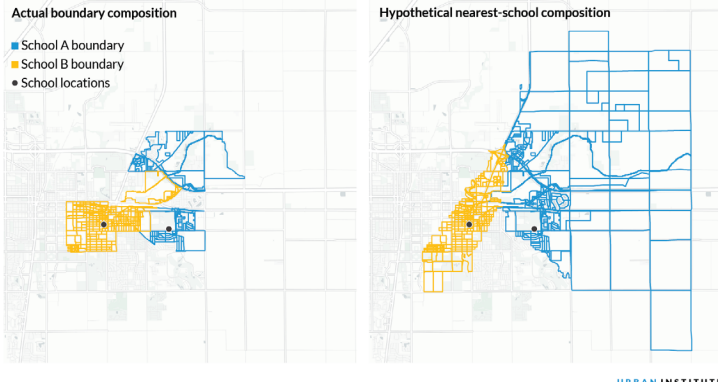 Actual boundary composition
School A boundary
School B boundary
School locations
Hypothetical nearest-school composition
URBAN INSTITUTE